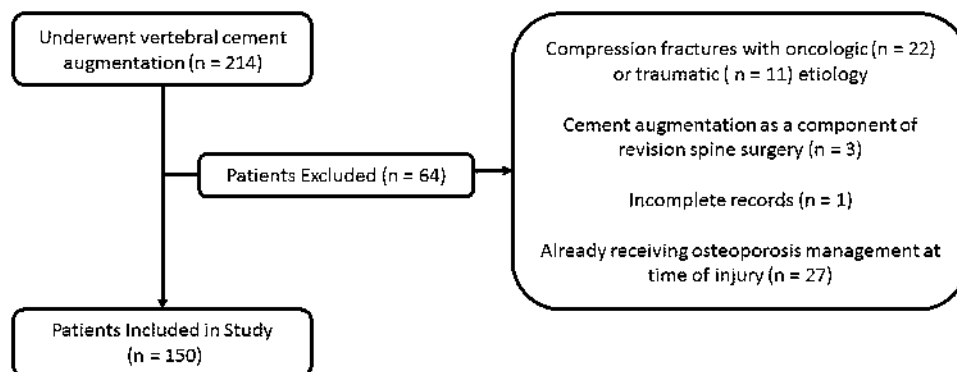 Underwent vertebral cement
augmentation (n = 214)
Compression fractures with oncologic (n = 22)
or traumatic ( n = 11) etiology
Cement augmentation as a component of
revision spine surgery (n = 3)
Patients Excluded (n = 64)
Incomplete records (n = 1)
Already receiving osteoporosis management at
time of injury (n = 27)
Patients Included in Study
(n = 150)